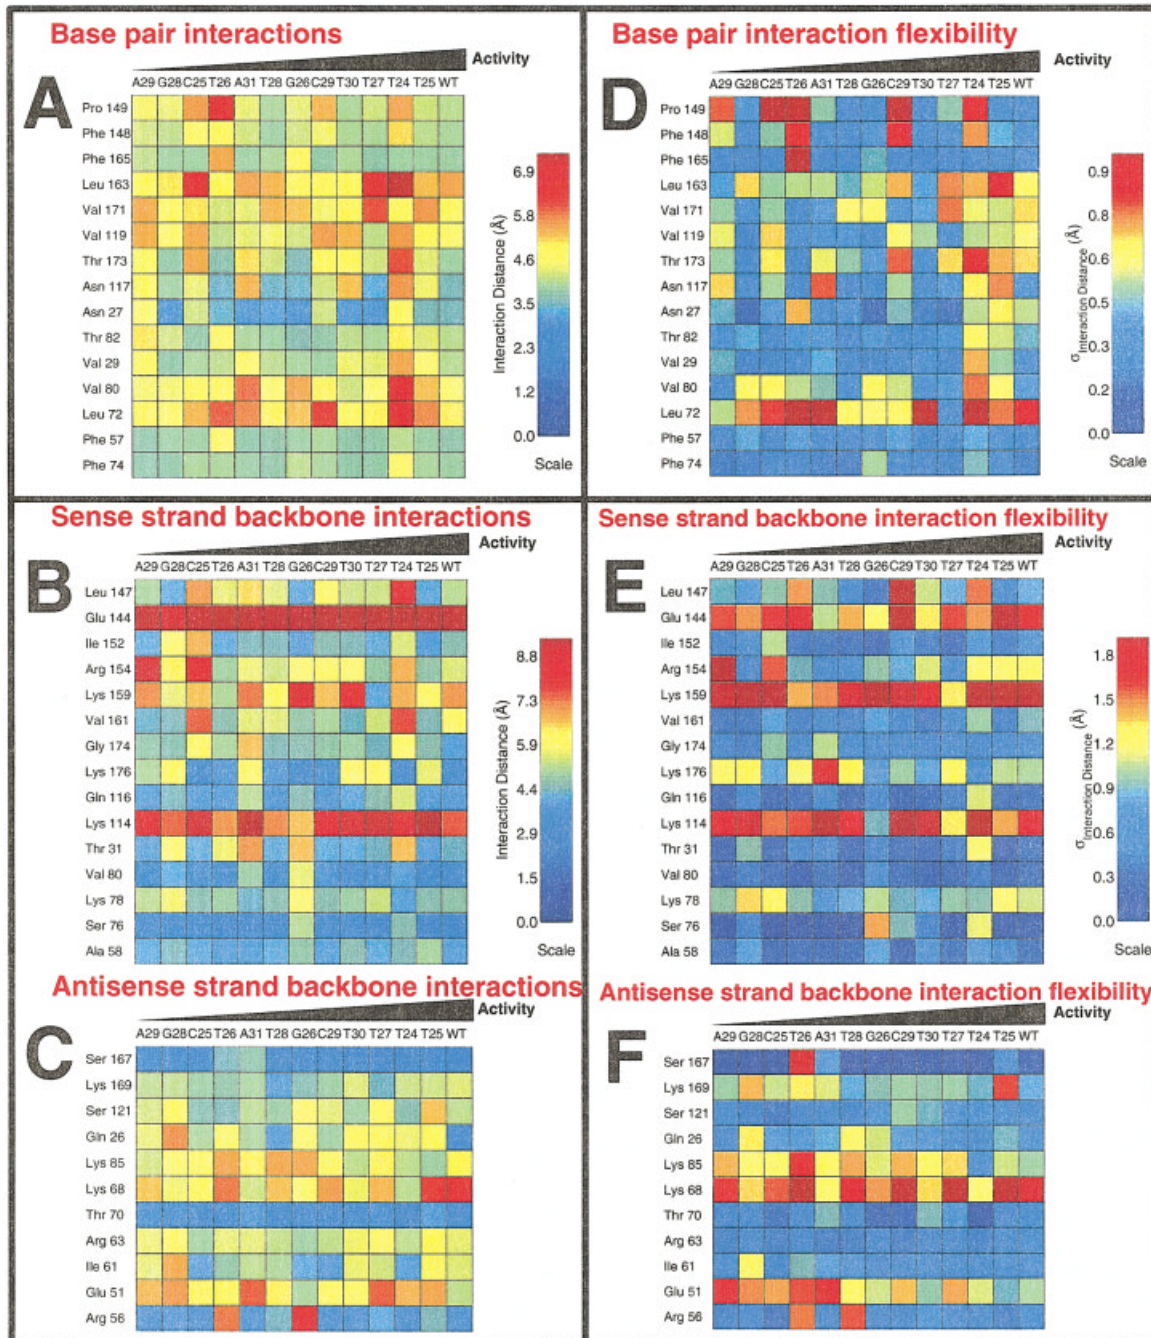 Base pair interactions
Activity
A
A29 G28 C25 T26 A31 T28 G26 C29 T30 T27 T24 T25 WT
Pro 149
Phe 148
Phe 165
Leu 163
Val 171
Val 119
Thr 173
Asn 117
Asn 27
Thr 82
Val 29
Val 80
Leu 72
Phe 57
Phe 74
6.9
5.8
4.6
3.5
2.3
1.2
0.0
Interaction Distance (Å)
Scale
Base pair interaction flexibility
Activity
D
A29 G28 C25 T26 A31 T28 G26 C29 T30 T27 T24 T25 WT
Pro 149
Phe 148
Phe 165
Leu 163
Val 171
Val 119
Thr 173
Asn 117
Asn 27
Thr 82
Val 29
Val 80
Leu 72
Phe 57
Phe 74
0.9
0.8
0.6
0.5
0.3
0.2
0.0
σInteraction Distance (Å)
Scale
Sense strand backbone interactions
Activity
B
A29 G28 C25 T26 A31 T28 G26 C29 T30 T27 T24 T25 WT
Leu 147
Glu 144
Ile 152
Arg 154
Lys 159
Val 161
Gly 174
Lys 176
Gln 116
Lys 114
Thr 31
Val 80
Lys 78
Ser 76
Ala 58
8.8
7.3
5.9
4.4
2.9
1.5
0.0
Interaction Distance (Å)
Scale
Sense strand backbone interaction flexibility
Activity
E
A29 G28 C25 T26 A31 T28 G26 C29 T30 T27 T24 T25 WT
Leu 147
Glu 144
Ile 152
Arg 154
Lys 159
Val 161
Gly 174
Lys 176
Gln 116
Lys 114
Thr 31
Val 80
Lys 78
Ser 76
Ala 58
1.8
1.5
1.2
0.9
0.6
0.3
0.0
σInteraction Distance (Å)
Scale
Antisense strand backbone interactions
Activity
C
A29 G28 C25 T26 A31 T28 G26 C29 T30 T27 T24 T25 WT
Ser 167
Lys 169
Ser 121
Gln 26
Lys 85
Lys 68
Thr 70
Arg 63
Ile 61
Glu 51
Arg 56
Antisense strand backbone interaction flexibility
Activity
F
A29 G28 C25 T26 A31 T28 G26 C29 T30 T27 T24 T25 WT
Ser 167
Lys 169
Ser 121
Gln 26
Lys 85
Lys 68
Thr 70
Arg 63
Ile 61
Glu 51
Arg 56